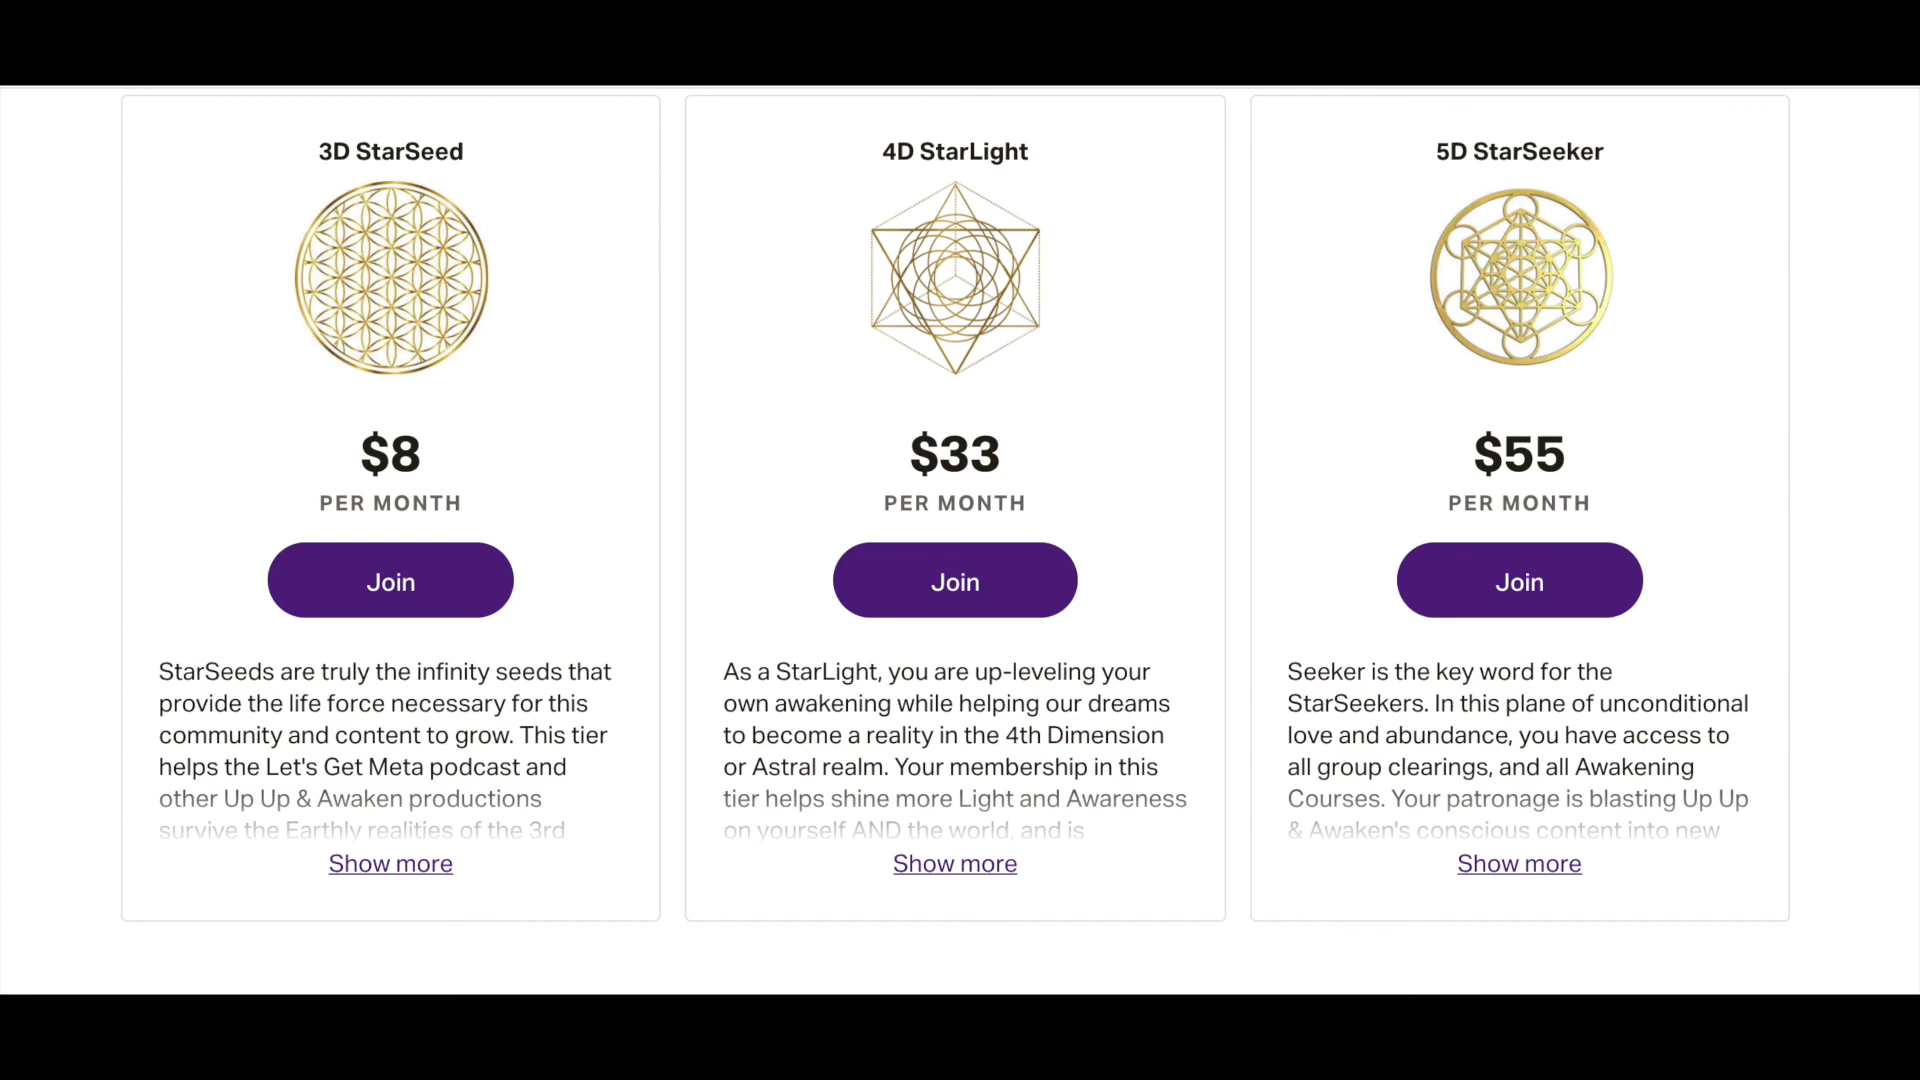 3D StarSeed
$8
PER MONTH
Join
StarSeeds are truly the infinity seeds that
provide the life force necessary for this
community and content to grow. This tier
helps the Let's Get Meta podcast and
other Up Up & Awaken productions
survive the Earthly realities of the 3rd
Show more
4D StarLight
$33
PER MONTH
Join
As a StarLight, you are up-leveling your
own awakening while helping our dreams
to become a reality in the 4th Dimension
or Astral realm. Your membership in this
tier helps shine more Light and Awareness
on yourself AND the world, and is
Show more
5D StarSeeker
$55
PER MONTH
Join
Seeker is the key word for the
StarSeekers. In this plane of unconditional
love and abundance, you have access to
all group clearings, and all Awakening
Courses. Your patronage is blasting Up Up
& Awaken's conscious content into new
Show more